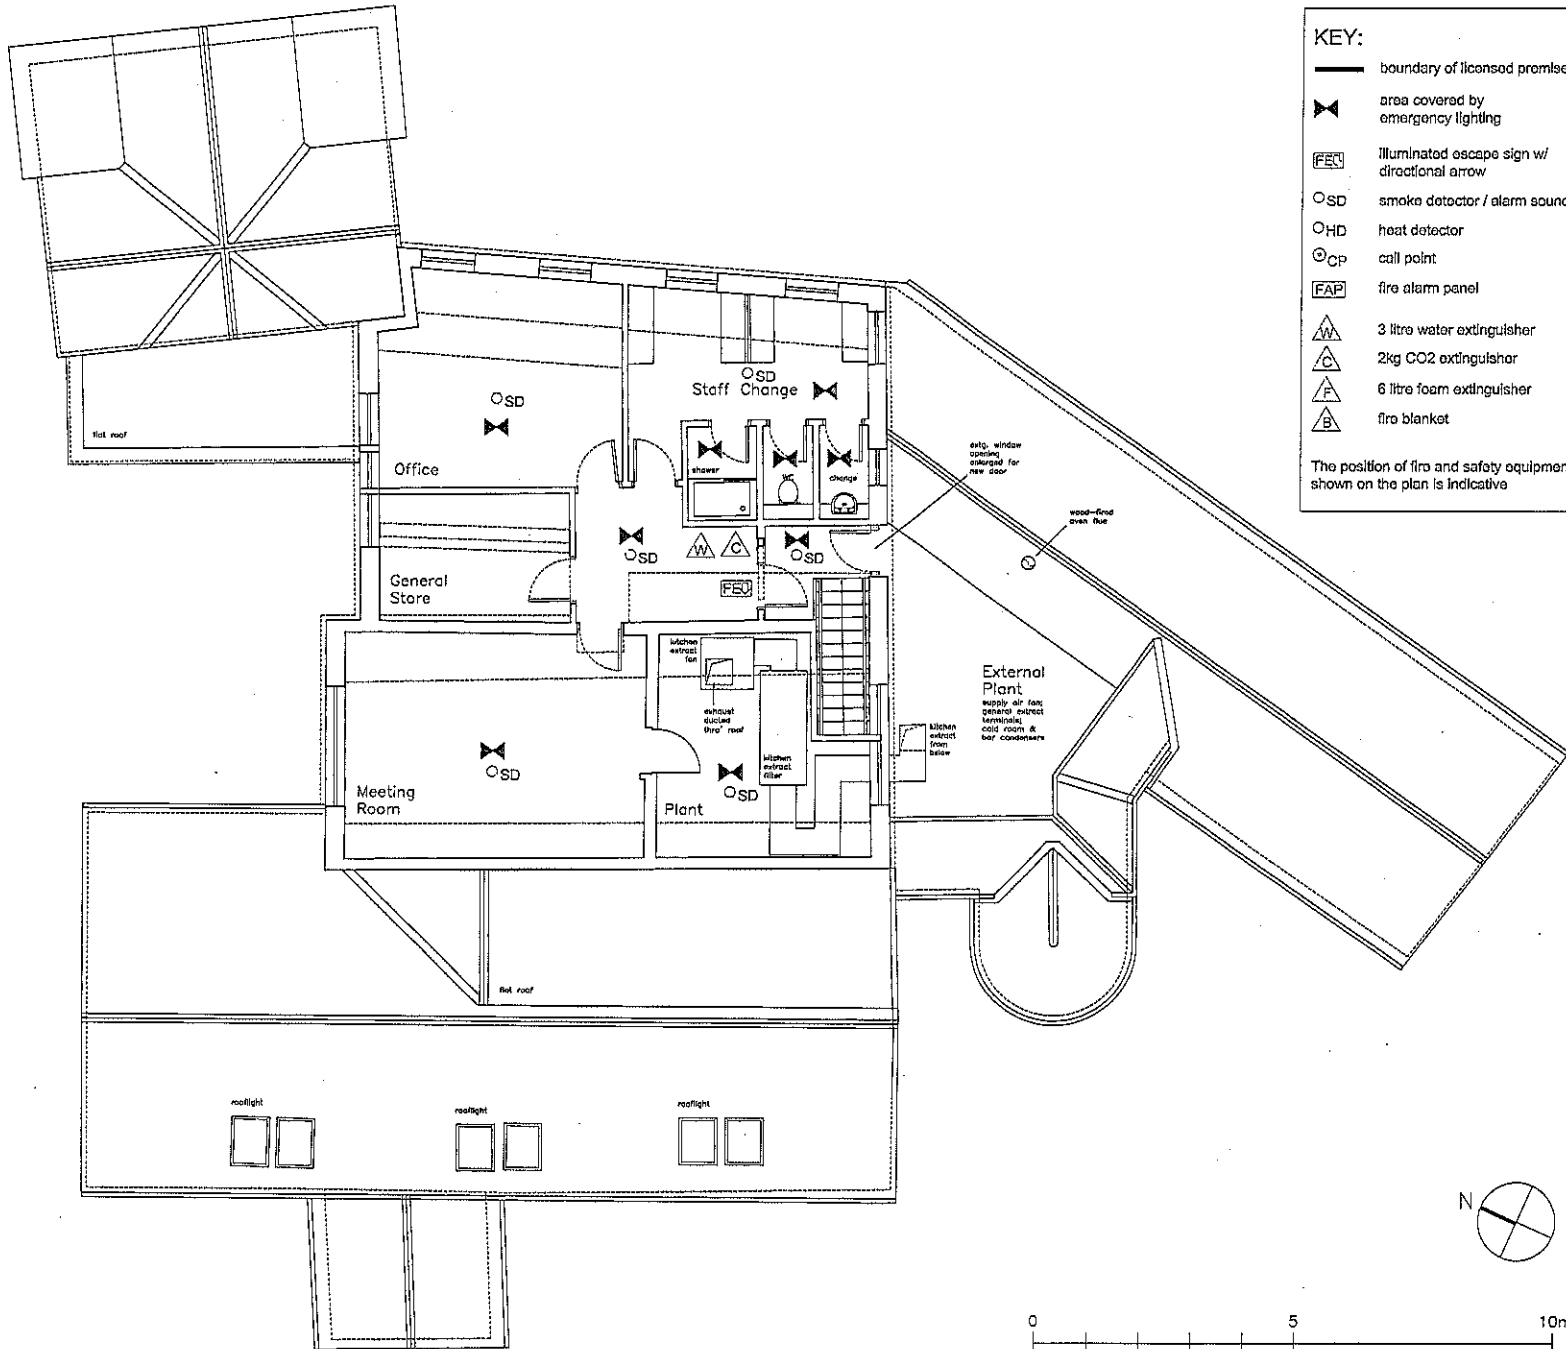 KEY:
boundary of licensed premise
area covered by
emergency lighting
FEC
illuminated escape sign w/
directional arrow
SD
smoke detector / alarm sound
HD
heat detector
CP
call point
FAP
fire alarm panel
W
3 litre water extinguisher
C
2kg CO2 extinguisher
F
6 litre foam extinguisher
B
fire blanket
The position of fire and safety equipmen
shown on the plan is indicative
flat roof
Office
SD
Staff Change
SD
shower
WC
change
extg. window
opening
enlarged for
new door
wood-fired
oven flue
General
Store
SD
W
C
SD
FEC
kitchen
extract
fan
exhaust
ducted
thro' roof
kitchen
extract
filter
Meeting
Room
SD
Plant
SD
External
Plant
supply air fan;
general extract
terminals;
cold room &
bar condensers
kitchen
extract
from
below
flat roof
rooflight
rooflight
rooflight
N
0
5
10m